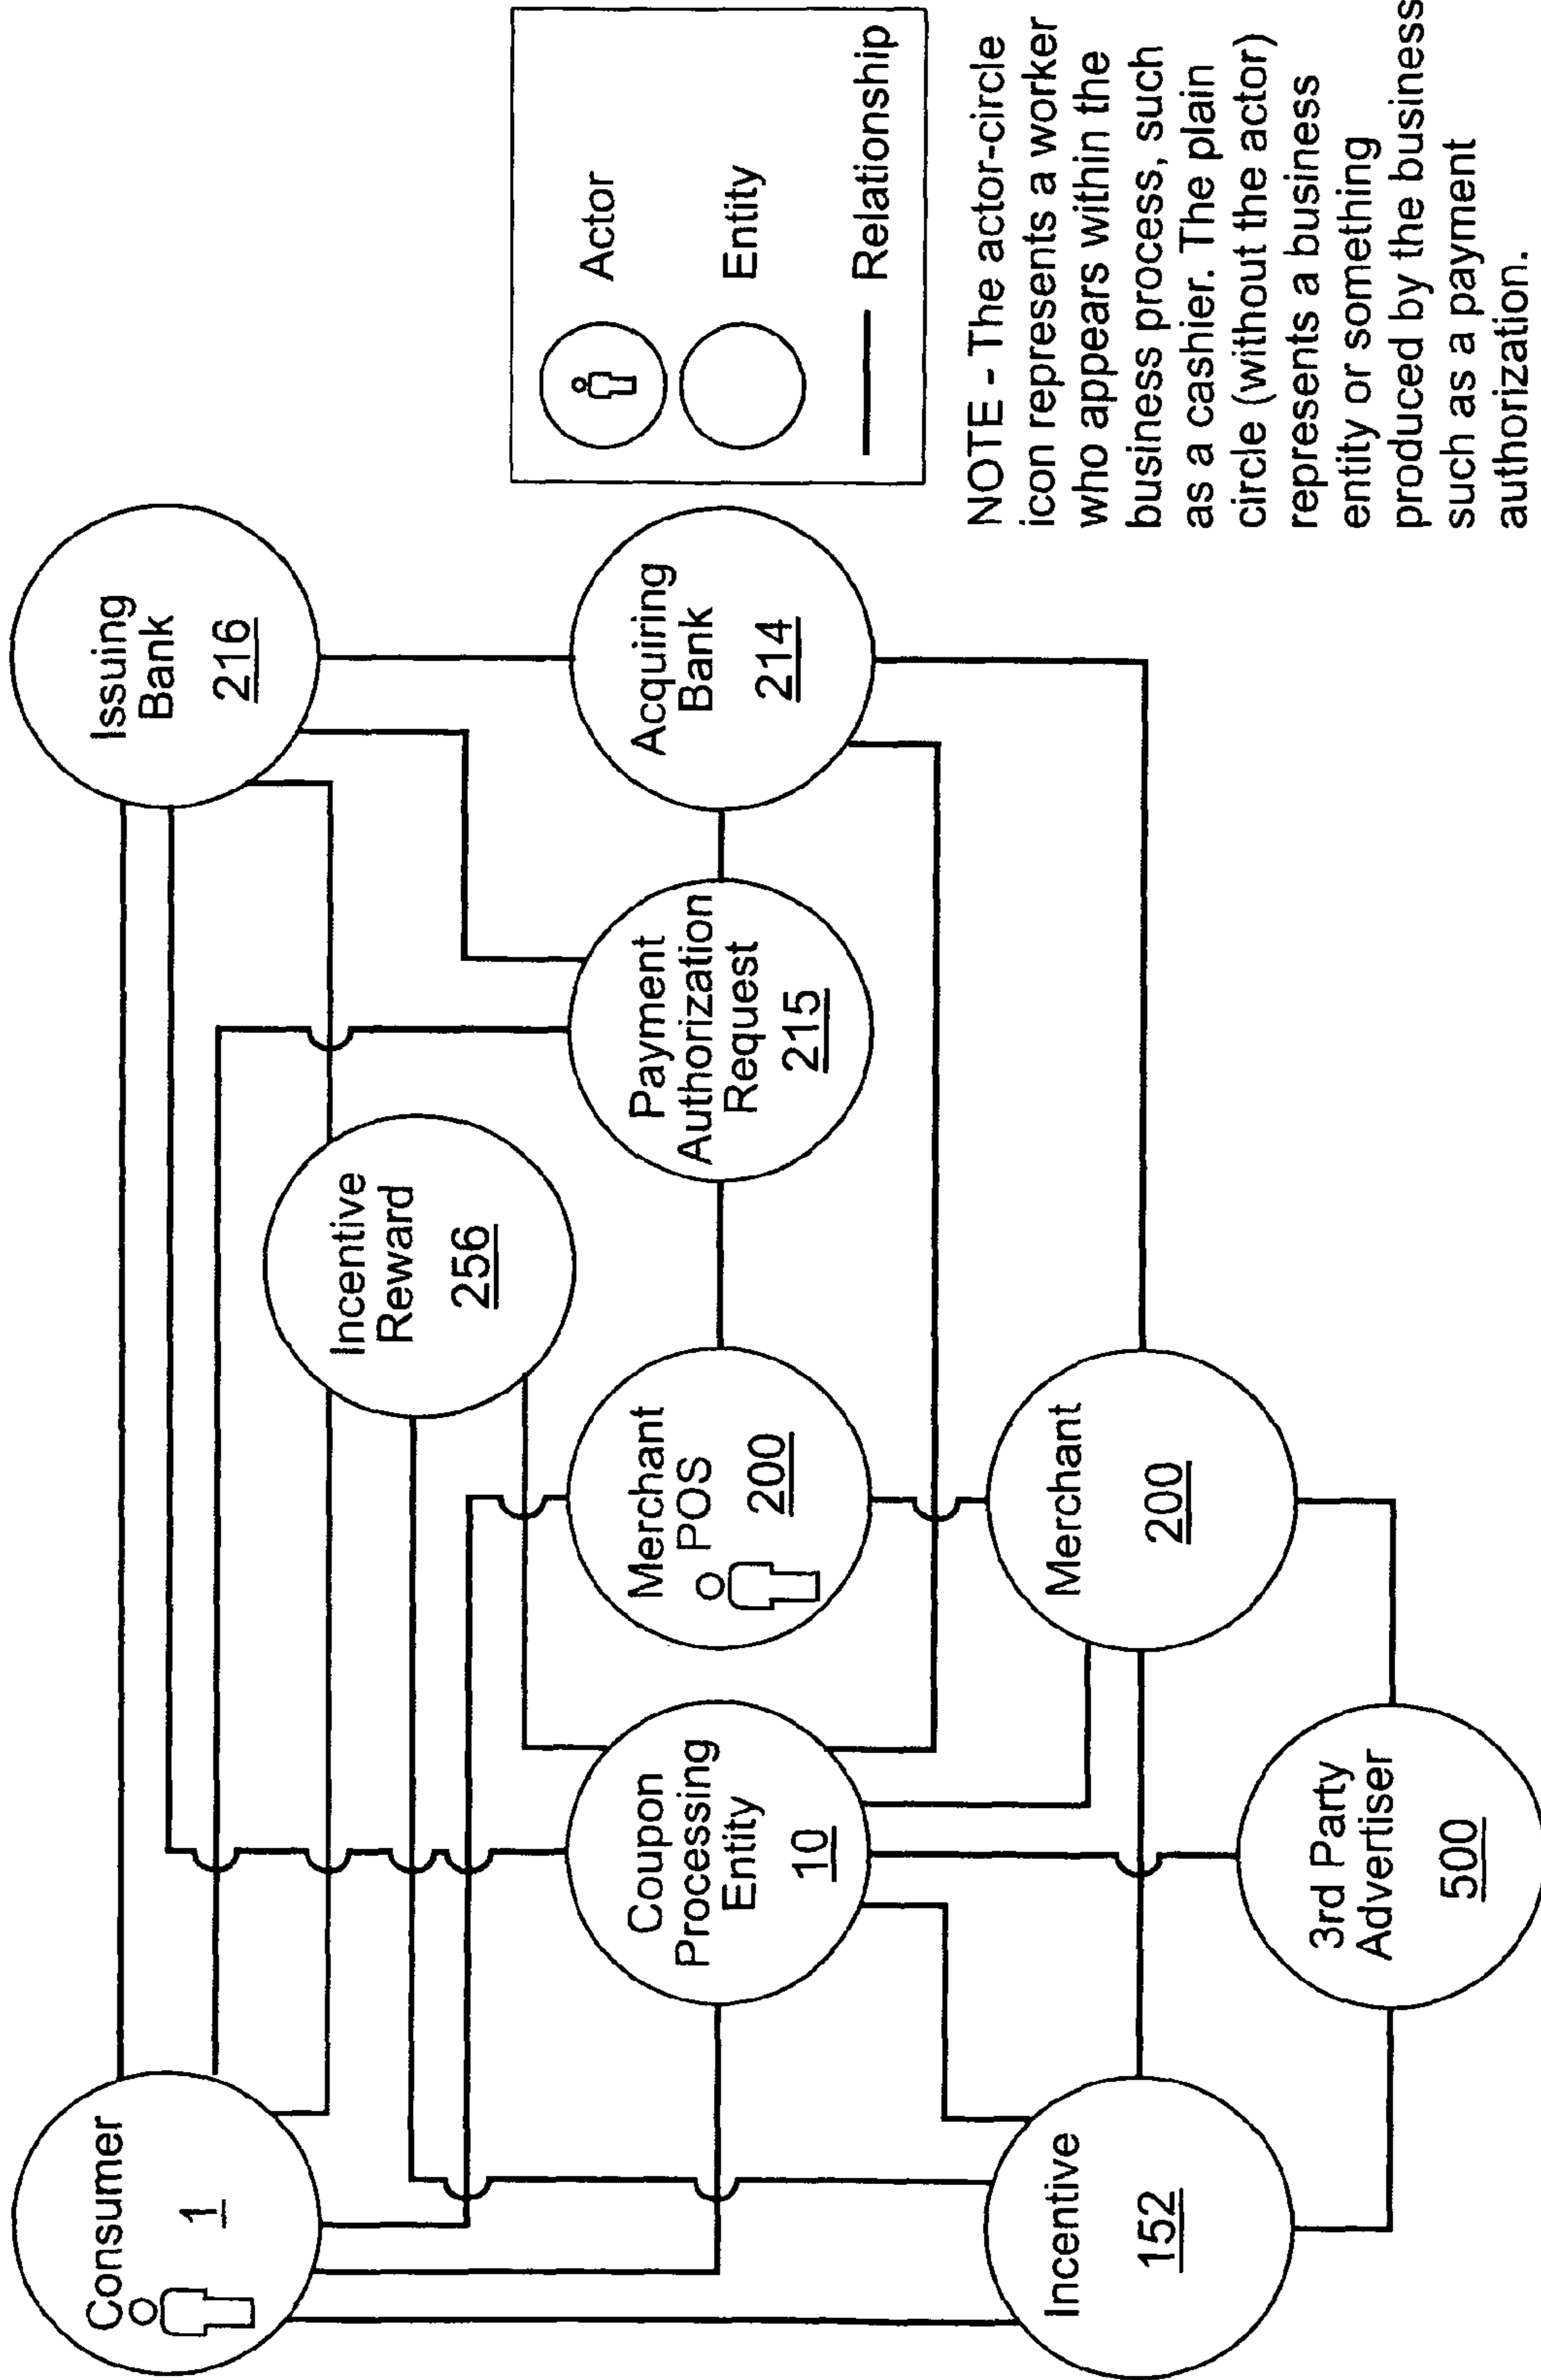 Consumer
1
Issuing
Bank
216
Incentive
Reward
256
Coupon
Processing
Entity
10
Merchant
POS
200
Payment
Authorization
Request
215
Acquiring
Bank
214
Incentive
152
Merchant
200
3rd Party
Advertiser
500
Actor
Entity
Relationship
NOTE - The actor-circle
icon represents a worker
who appears within the
business process, such
as a cashier. The plain
circle (without the actor)
represents a business
entity or something
produced by the business
such as a payment
authorization.